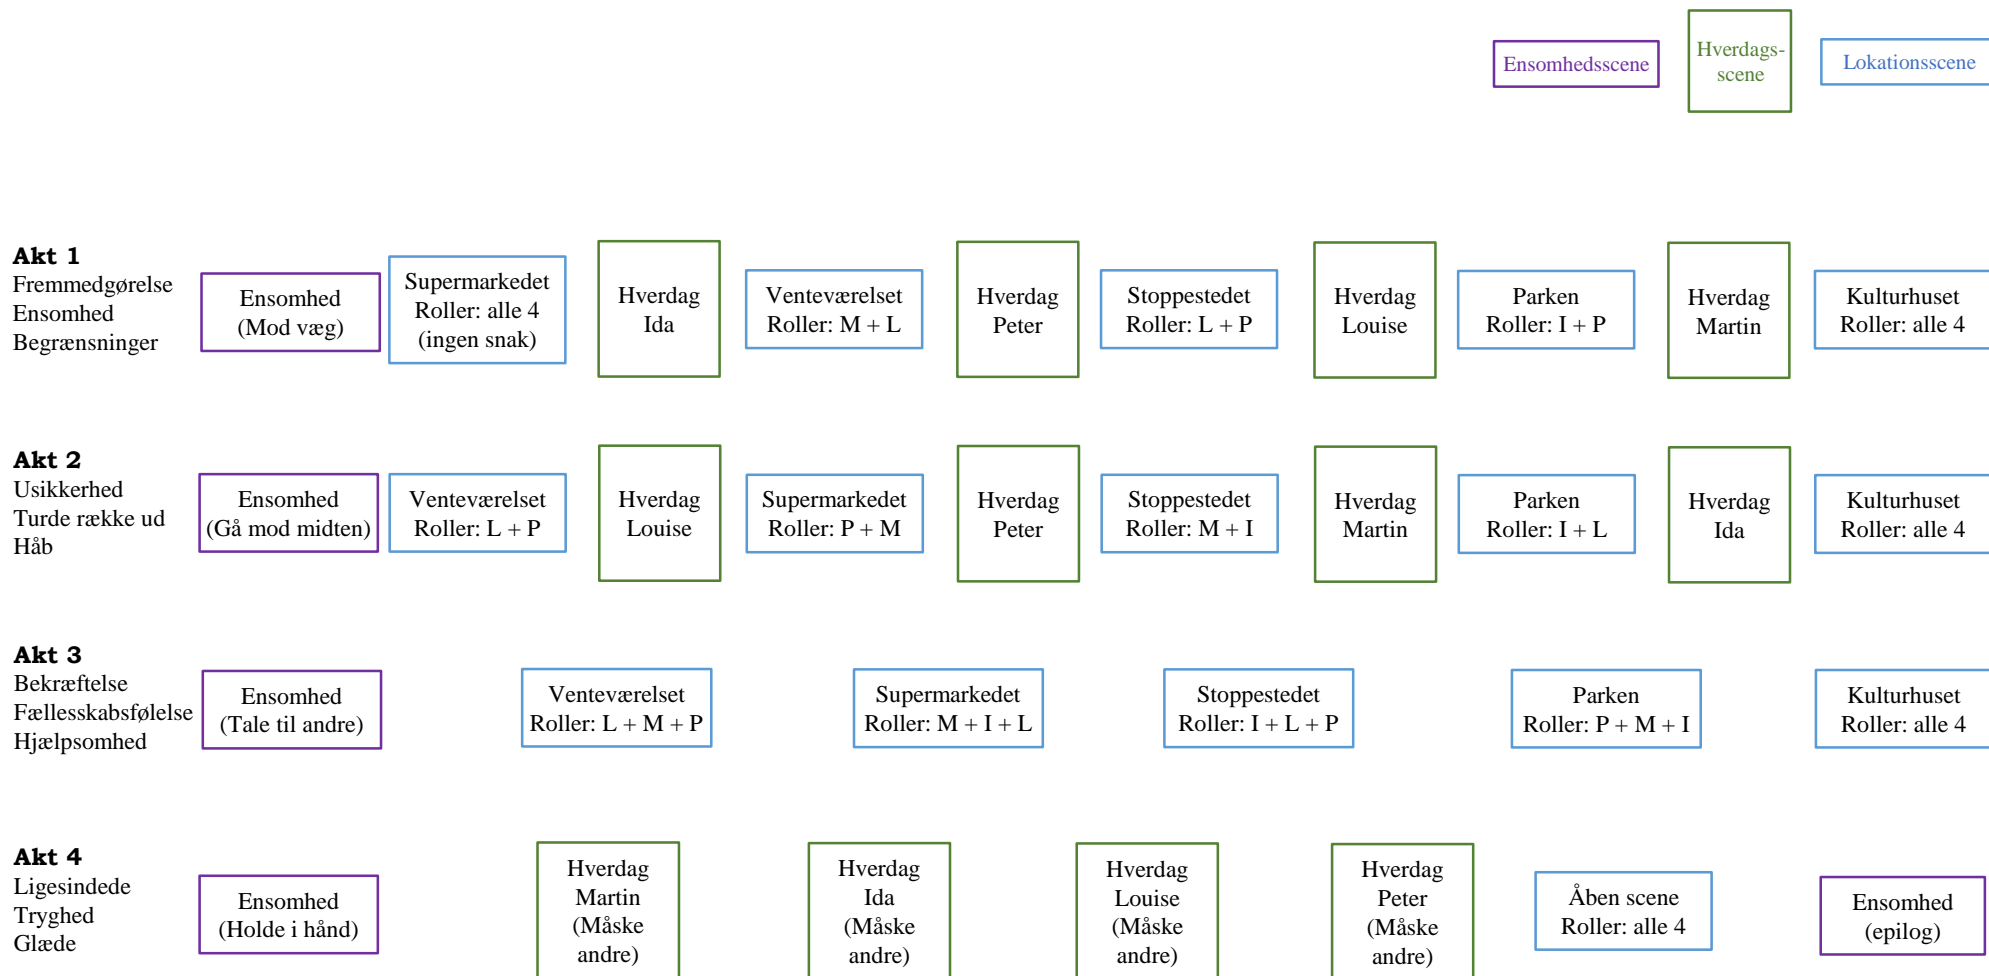 Ensomhedsscene
Hverdags-
scene
Lokationsscene
Akt 1
Fremmedgørelse
Ensomhed
Begrænsninger
Ensomhed
(Mod væg)
Supermarkedet
Roller: alle 4
(ingen snak)
Hverdag
Ida
Venteværelset
Roller: M + L
Hverdag
Peter
Stoppestedet
Roller: L + P
Hverdag
Louise
Parken
Roller: I + P
Hverdag
Martin
Kulturhuset
Roller: alle 4
Akt 2
Usikkerhed
Turde række ud
Håb
Ensomhed
(Gå mod midten)
Venteværelset
Roller: L + P
Hverdag
Louise
Supermarkedet
Roller: P + M
Hverdag
Peter
Stoppestedet
Roller: M + I
Hverdag
Martin
Parken
Roller: I + L
Hverdag
Ida
Kulturhuset
Roller: alle 4
Akt 3
Bekræftelse
Fællesskabsfølelse
Hjælpsomhed
Ensomhed
(Tale til andre)
Venteværelset
Roller: L + M + P
Supermarkedet
Roller: M + I + L
Stoppestedet
Roller: I + L + P
Parken
Roller: P + M + I
Kulturhuset
Roller: alle 4
Akt 4
Ligesindede
Tryghed
Glæde
Ensomhed
(Holde i hånd)
Hverdag
Martin
(Måske
andre)
Hverdag
Ida
(Måske
andre)
Hverdag
Louise
(Måske
andre)
Hverdag
Peter
(Måske
andre)
Åben scene
Roller: alle 4
Ensomhed
(epilog)